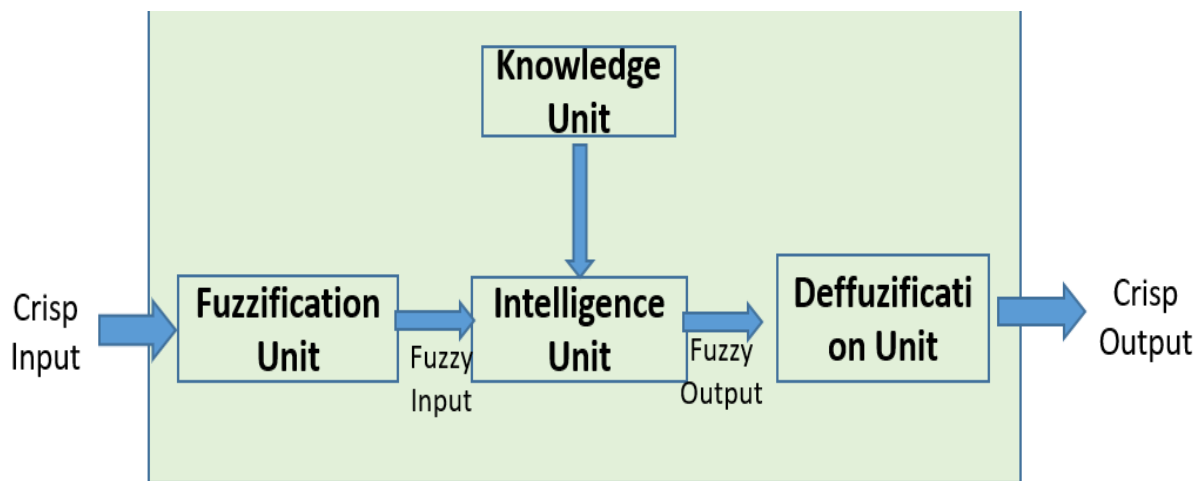 Knowledge
Unit
Crisp
Input
Fuzzification
Unit
Fuzzy
Input
Intelligence
Unit
Fuzzy
Output
Deffuzificati
on Unit
Crisp
Output